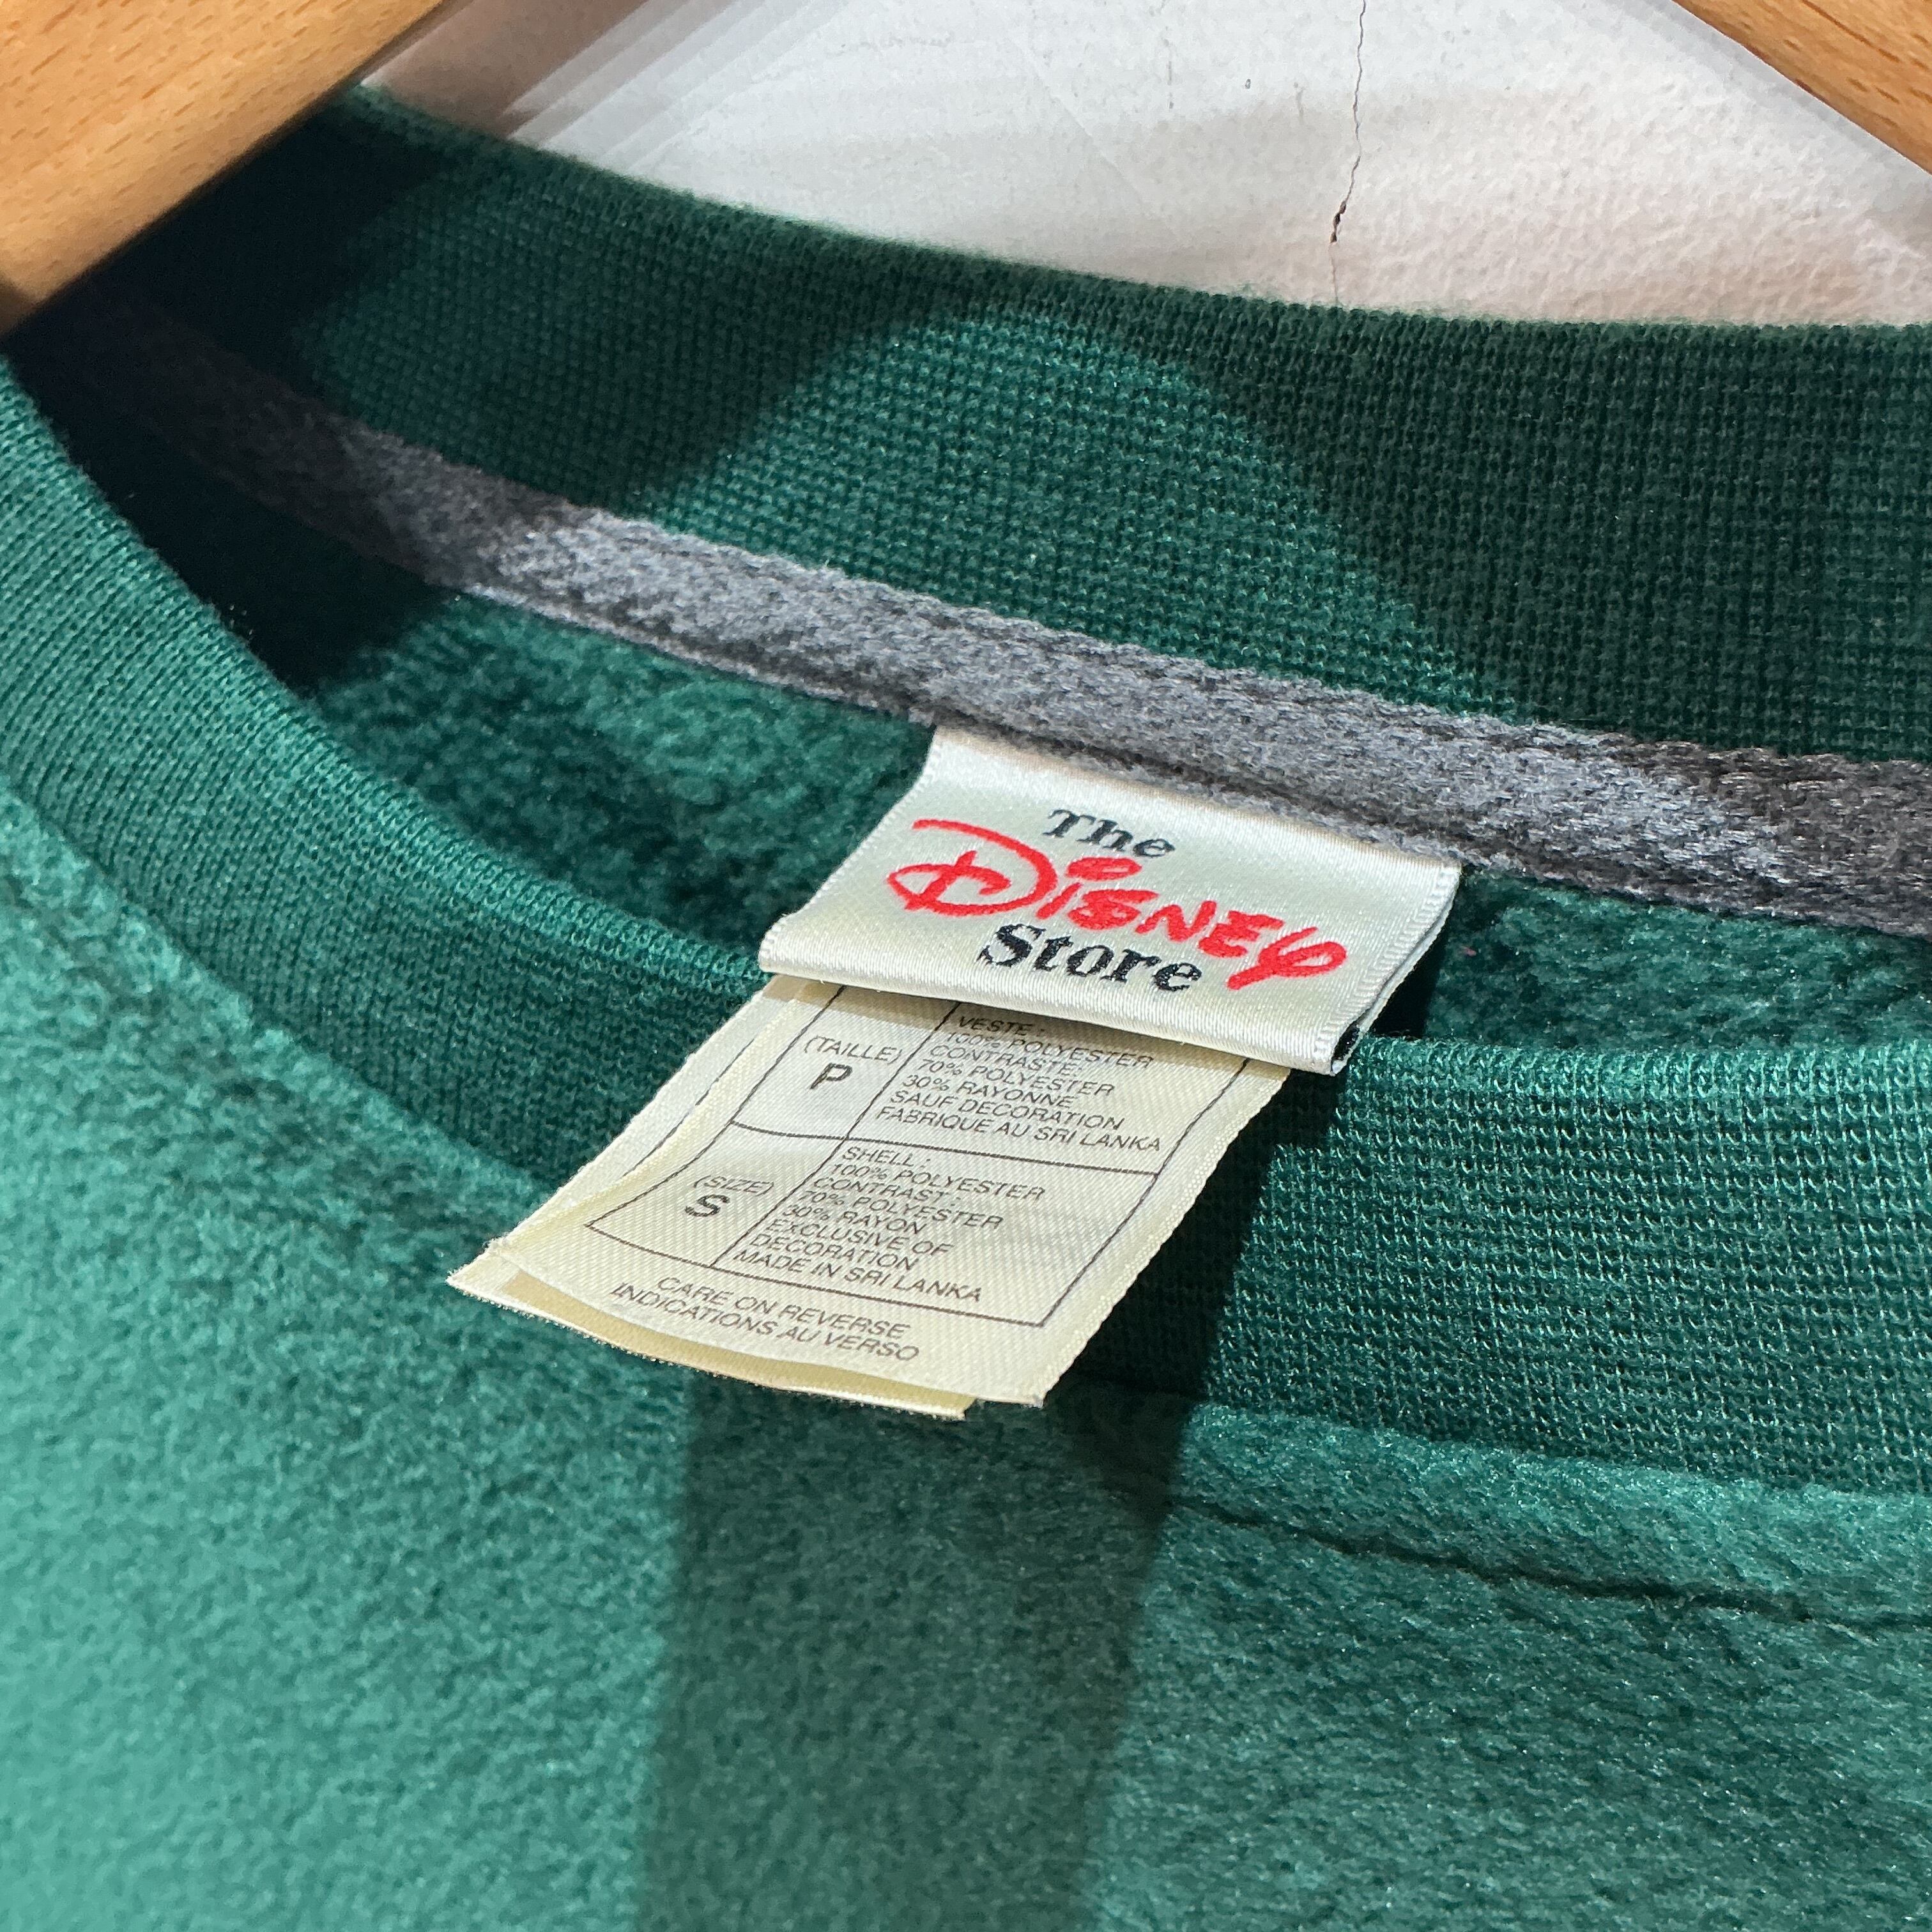 The
Disney
Store
(TAILLE)
P
VESTE :
100% POLYESTER
CONTRASTE:
70% POLYESTER
30% RAYONNE
SAUF DECORATION
FABRIQUE AU SRI LANKA
(SIZE)
S
SHELL :
100% POLYESTER
CONTRAST :
70% POLYESTER
30% RAYON
EXCLUSIVE OF
DECORATION
MADE IN SRI LANKA
CARE ON REVERSE
INDICATIONS AU VERSO